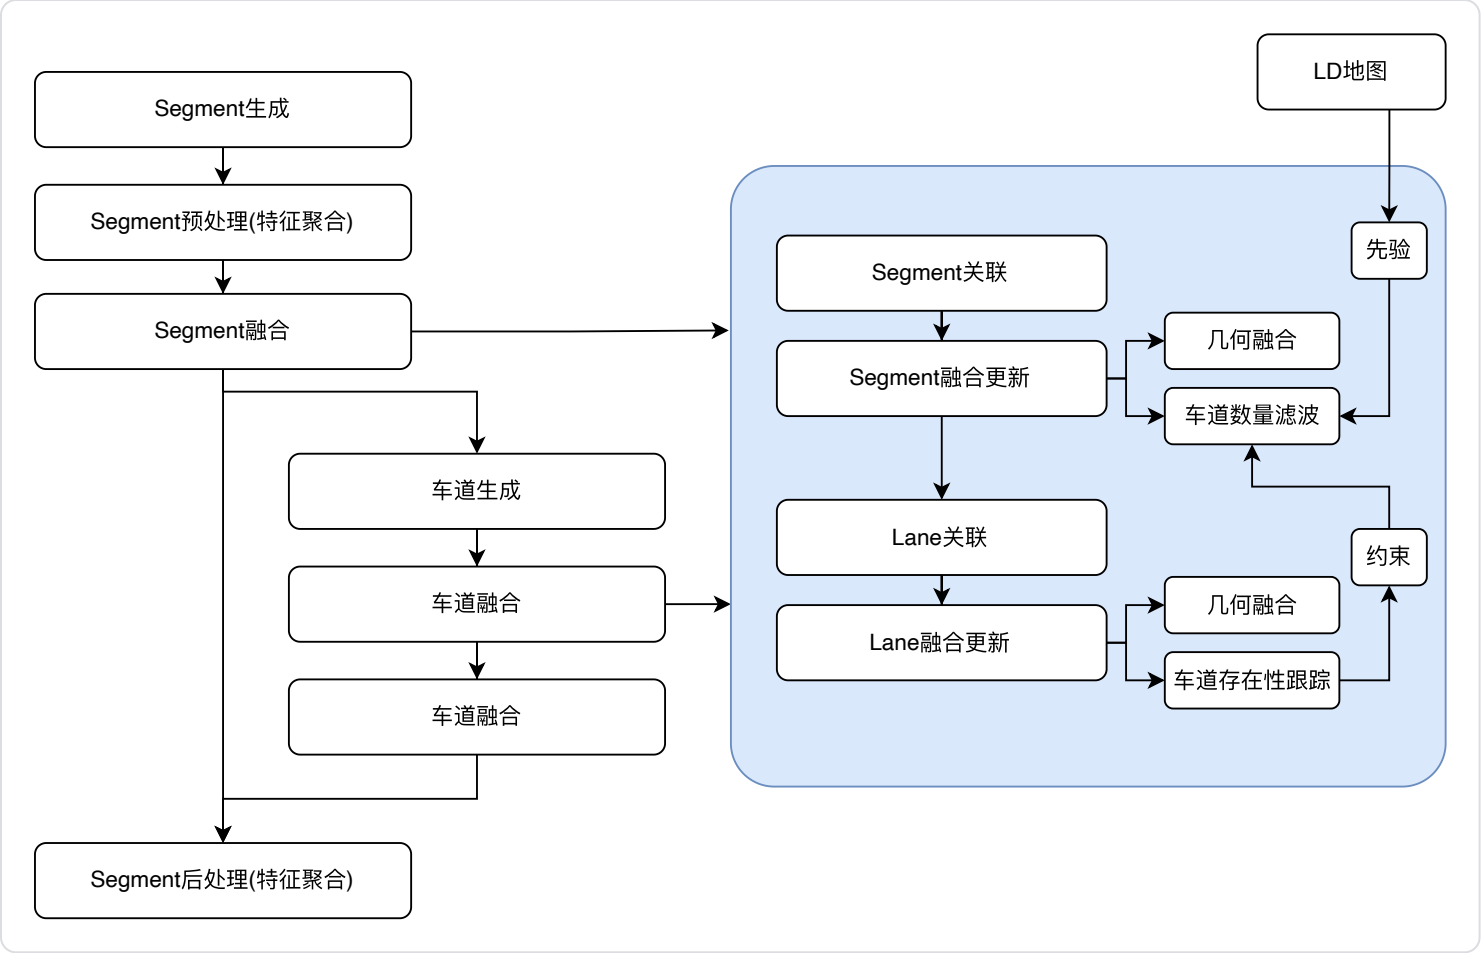 LD地图
Segment生成
Segment预处理(特征聚合)
先验
Segment关联
Segment融合
几何融合
Segment融合更新
车道数量滤波
车道生成
Lane关联
约束
车道融合
几何融合
Lane融合更新
车道存在性跟踪
车道融合
Segment后处理(特征聚合)